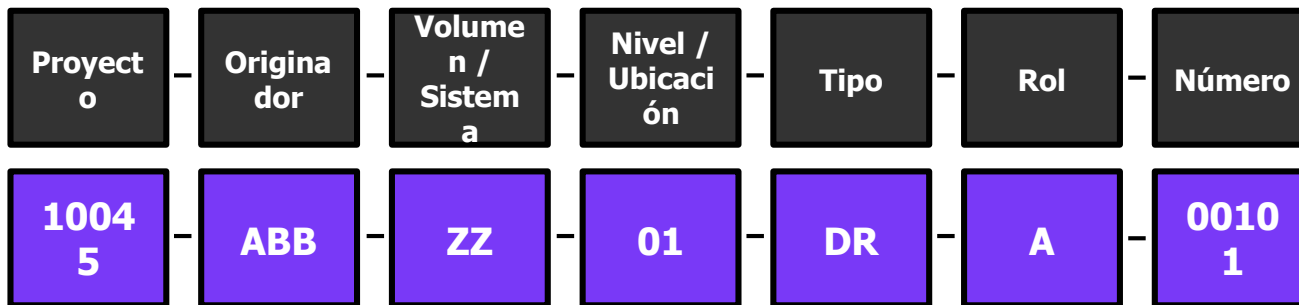 Proyect
o
–
Origina
dor
–
Volume
n /
Sistem
a
–
Nivel /
Ubicaci
ón
–
Tipo
–
Rol
–
Número
1004
5
–
ABB
–
ZZ
–
01
–
DR
–
A
–
0010
1